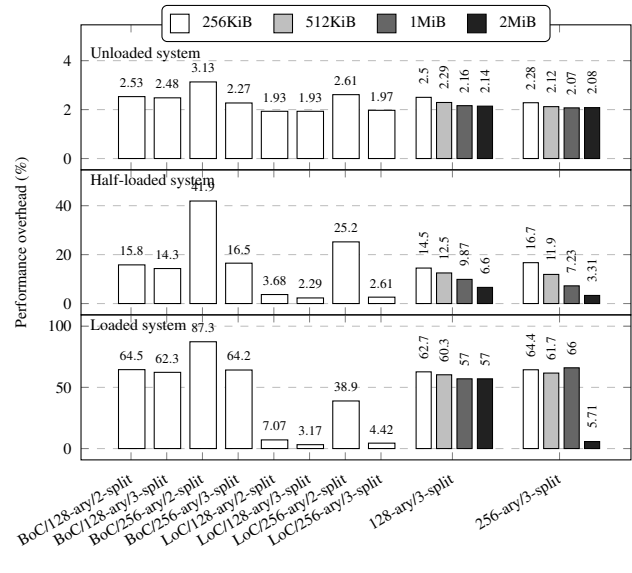 256KiB 512KiB 1MiB 2MiB
Performance overhead (%)
Unloaded system
4
2
0
2.53 2.48 3.13 2.27 1.93 1.93 2.61 1.97 2.5 2.29 2.16 2.14 2.28 2.12 2.07 2.08
Half-loaded system
40
20
0
15.8 14.3 41.9 16.5 3.68 2.29 25.2 2.61 14.5 12.5 9.87 6.6 16.7 11.9 7.23 3.31
Loaded system
100
50
0
64.5 62.3 87.3 64.2 7.07 3.17 38.9 4.42 62.7 60.3 57 57 64.4 61.7 66 5.71
BoC/128-ary/2-split
BoC/128-ary/3-split
BoC/256-ary/2-split
BoC/256-ary/3-split
LoC/128-ary/2-split
LoC/128-ary/3-split
LoC/256-ary/2-split
LoC/256-ary/3-split
128-ary/3-split
256-ary/3-split